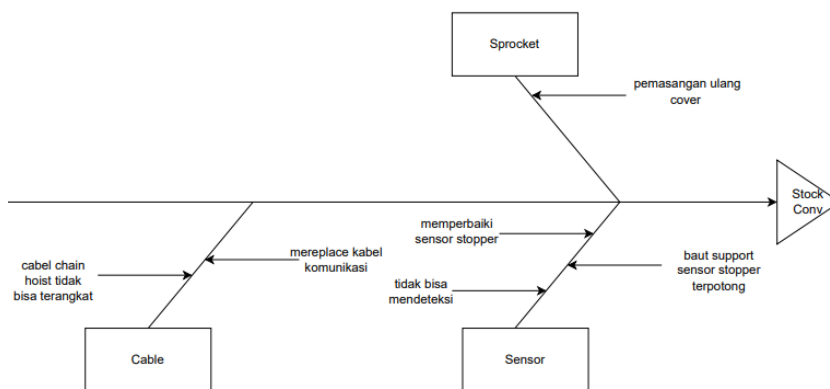 Sprocket
pemasangan ulang
cover
Stock
Conv
memperbaiki
sensor stopper
mereplace kabel
komunikasi
baut support
sensor stopper
terpotong
cabel chain
hoist tidak
bisa terangkat
tidak bisa
mendeteksi
Cable
Sensor